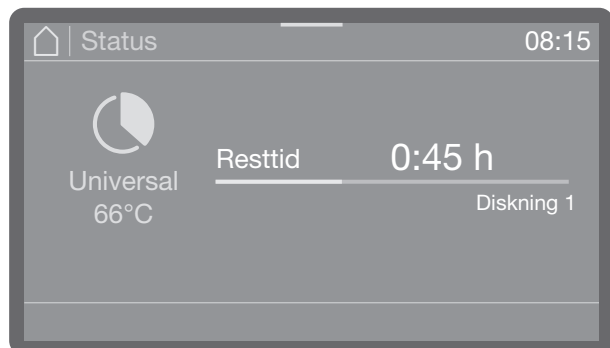 Status 08:15
Resttid 0:45 h
Universal
66°C
Diskning 1